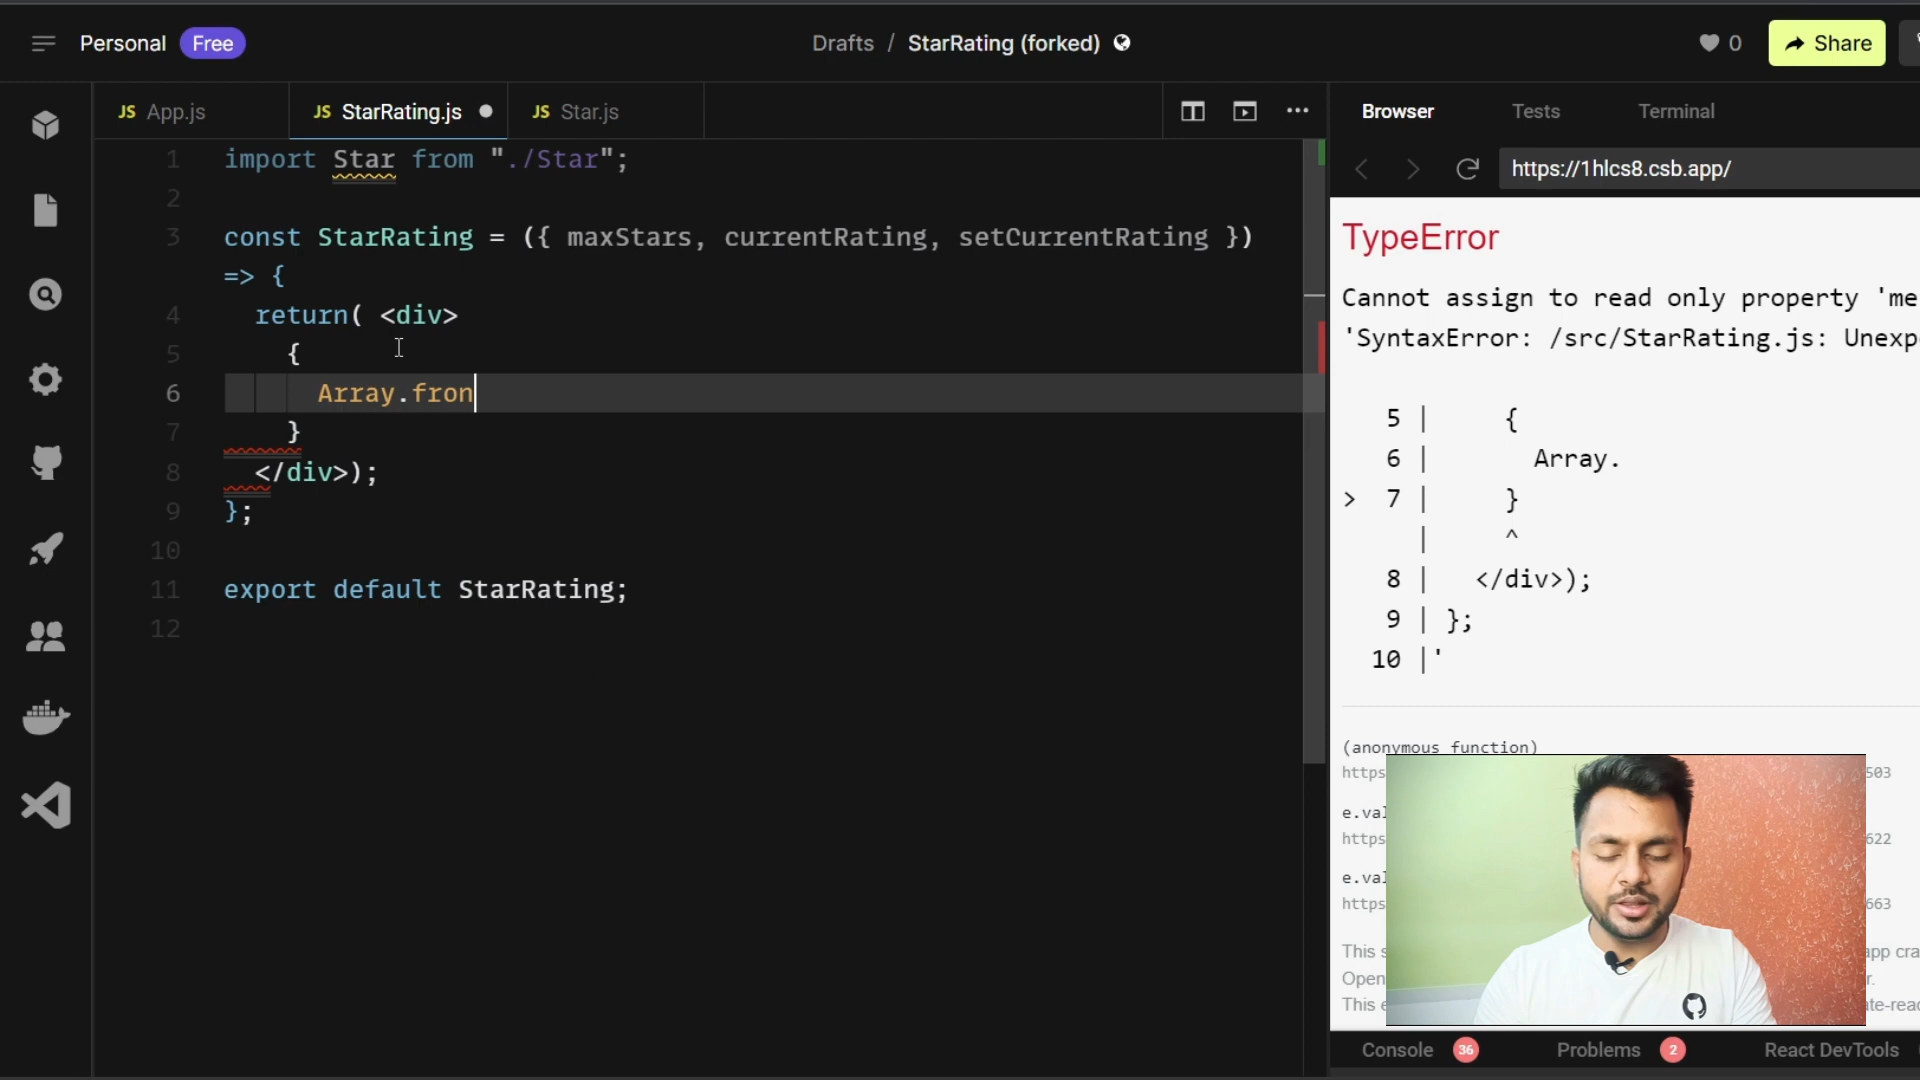 Personal Free
Drafts / StarRating (forked)
0
Share
JS App.js
JS StarRating.js
JS Star.js
Browser
Tests
Terminal
https://1hlcs8.csb.app/
1 import Star from "./Star";
2
3 const StarRating = ({ maxStars, currentRating, setCurrentRating })
=> {
4 return( <div>
5 {
6 Array.fron
7 }
8 </div>);
9 };
10
11 export default StarRating;
12
TypeError
Cannot assign to read only property 'me
'SyntaxError: /src/StarRating.js: Unexp
5 | {
6 | Array.
> 7 | }
| ^
8 | </div>);
9 | };
10 |'
(anonymous function)
https 503
e.val
https 622
e.val
https 663
This s app cra
Open r.
This e ate-reac
Console 36
Problems 2
React DevTools